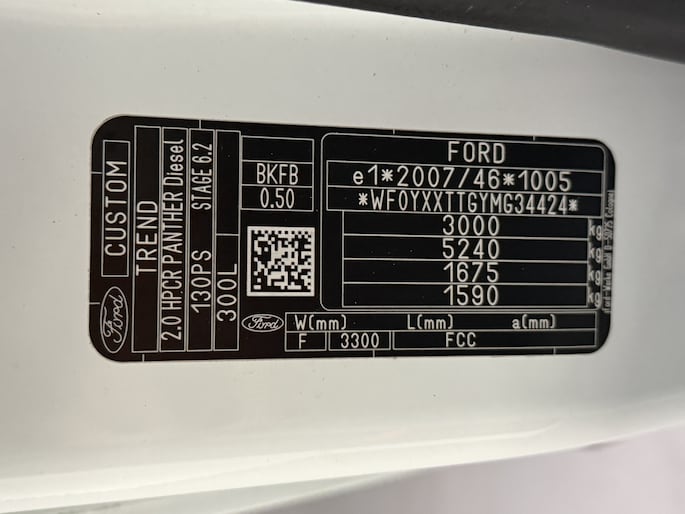 FORD
e1*2007/46*1005
*WF0YXXTTGYMG34424*
3000 kg
5240 kg
1675 kg
1590 kg
BKFB
0.50
Ford
W(mm) L(mm) a(mm)
F 3300 FCC
Ford CUSTOM
TREND
2.0 HPCR PANTHER Diesel
130PS STAGE 6.2
300L